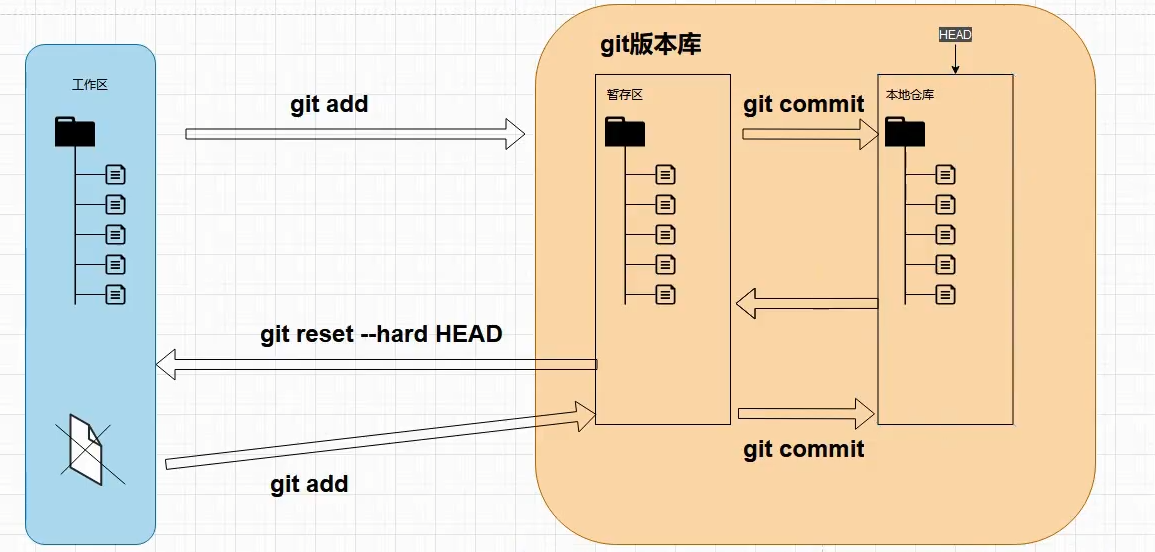 git版本库
HEAD
工作区
暂存区
本地仓库
git add
git commit
git reset --hard HEAD
git add
git commit